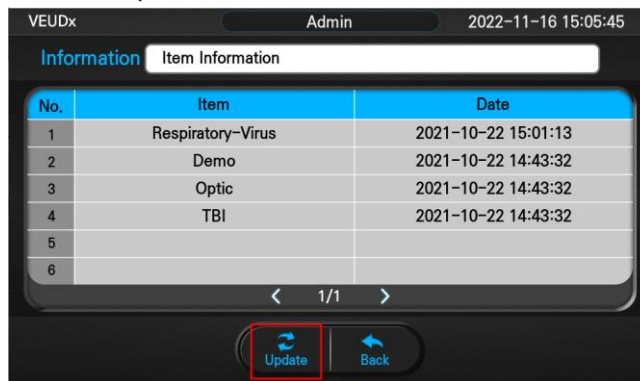 VEUDx Admin 2022-11-16 15:05:45
Information Item Information
No. Item Date
1 Respiratory-Virus 2021-10-22 15:01:13
2 Demo 2021-10-22 14:43:32
3 Optic 2021-10-22 14:43:32
4 TBI 2021-10-22 14:43:32
5
6
< 1/1 >
Update Back